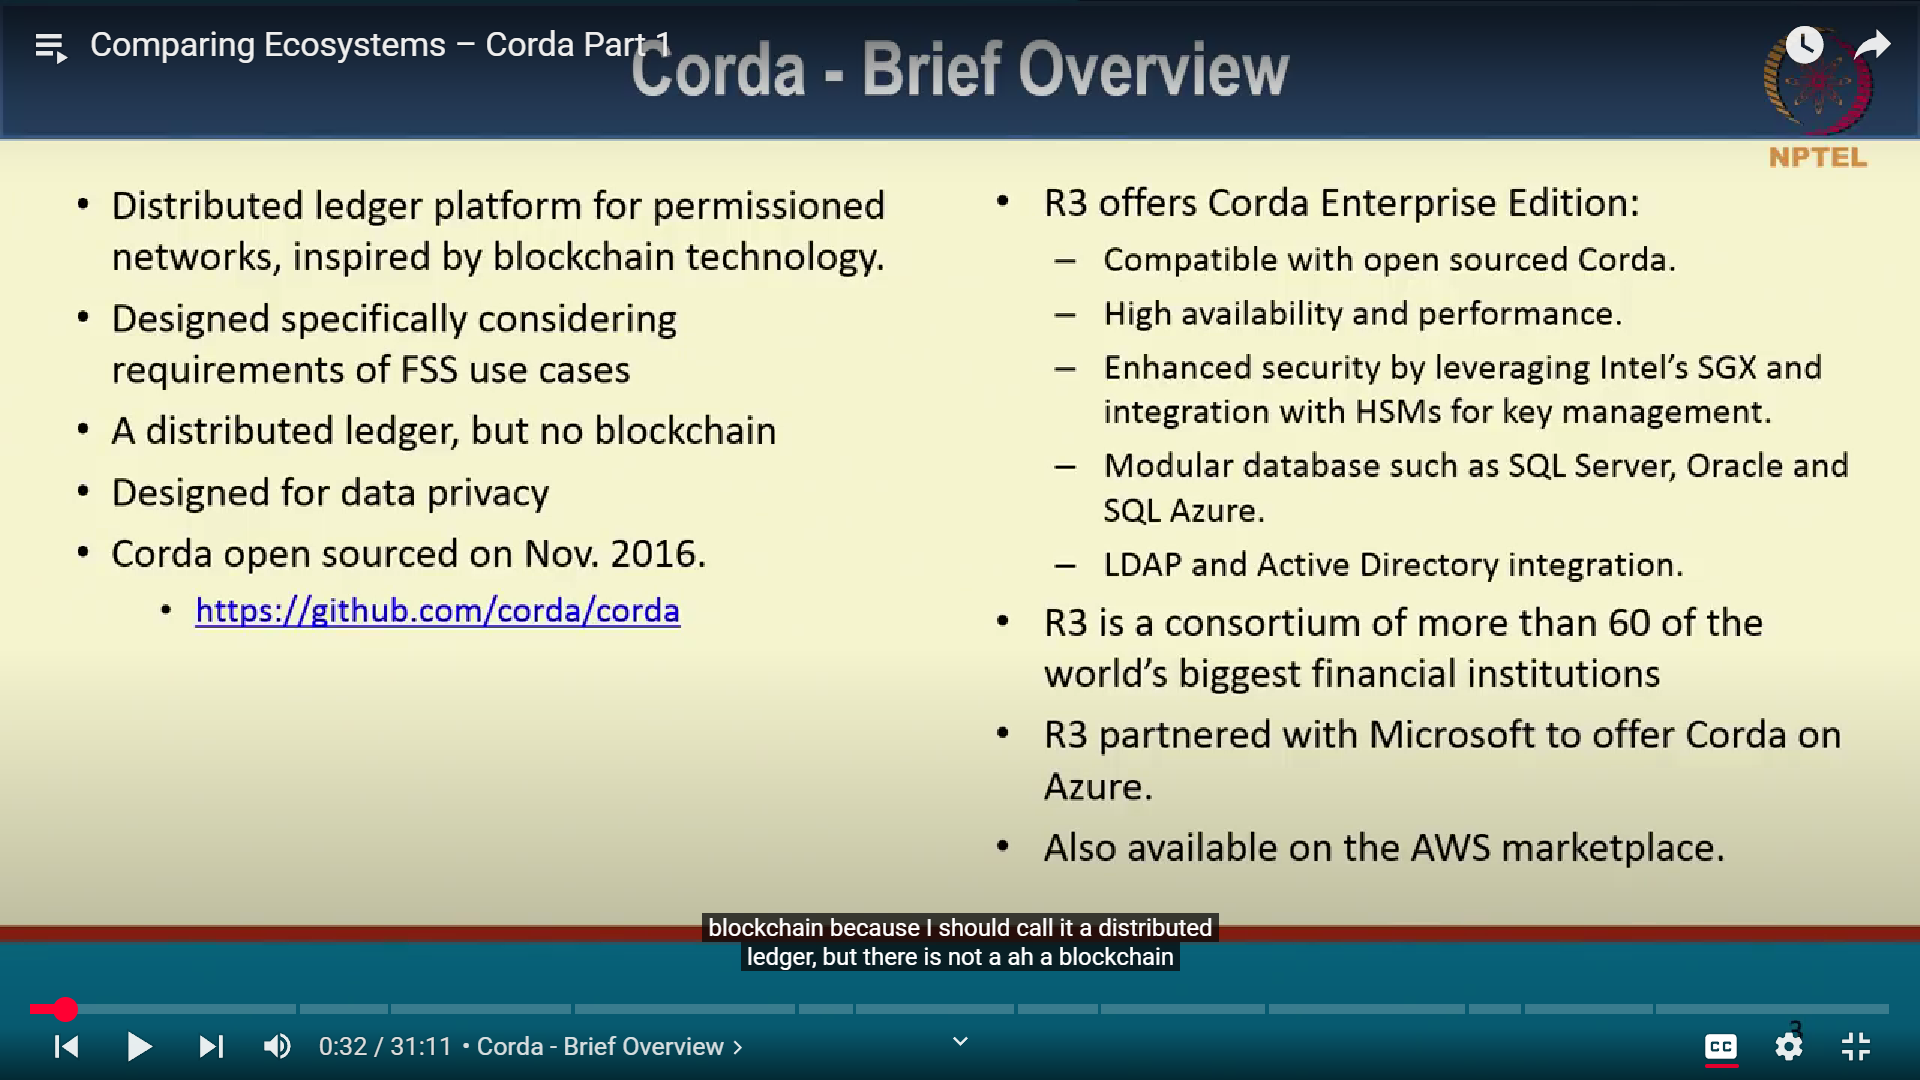 Comparing Ecosystems – Corda Part 1
Corda - Brief Overview
NPTEL
• Distributed ledger platform for permissioned
networks, inspired by blockchain technology.
• Designed specifically considering
requirements of FSS use cases
• A distributed ledger, but no blockchain
• Designed for data privacy
• Corda open sourced on Nov. 2016.
• https://github.com/corda/corda
• R3 offers Corda Enterprise Edition:
– Compatible with open sourced Corda.
– High availability and performance.
– Enhanced security by leveraging Intel’s SGX and
integration with HSMs for key management.
– Modular database such as SQL Server, Oracle and
SQL Azure.
– LDAP and Active Directory integration.
• R3 is a consortium of more than 60 of the
world’s biggest financial institutions
• R3 partnered with Microsoft to offer Corda on
Azure.
• Also available on the AWS marketplace.
blockchain because I should call it a distributed
ledger, but there is not a ah a blockchain
3
0:32 / 31:11 • Corda - Brief Overview >
CC